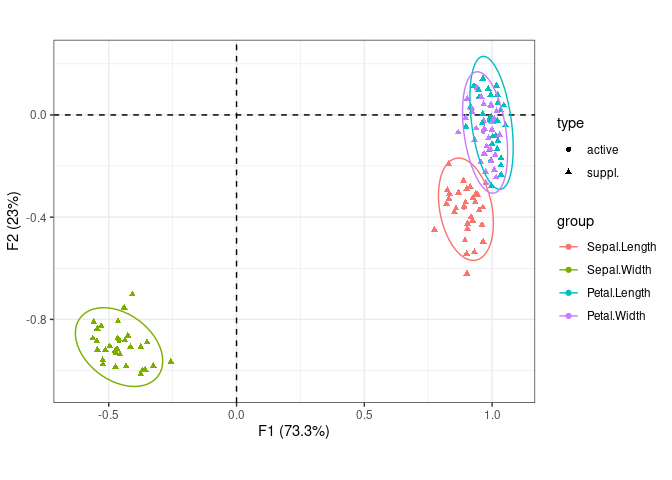 0.0
-0.4
-0.8
F2 (23%)
-0.5
0.0
0.5
1.0
F1 (73.3%)
type
active
suppl.
group
Sepal.Length
Sepal.Width
Petal.Length
Petal.Width